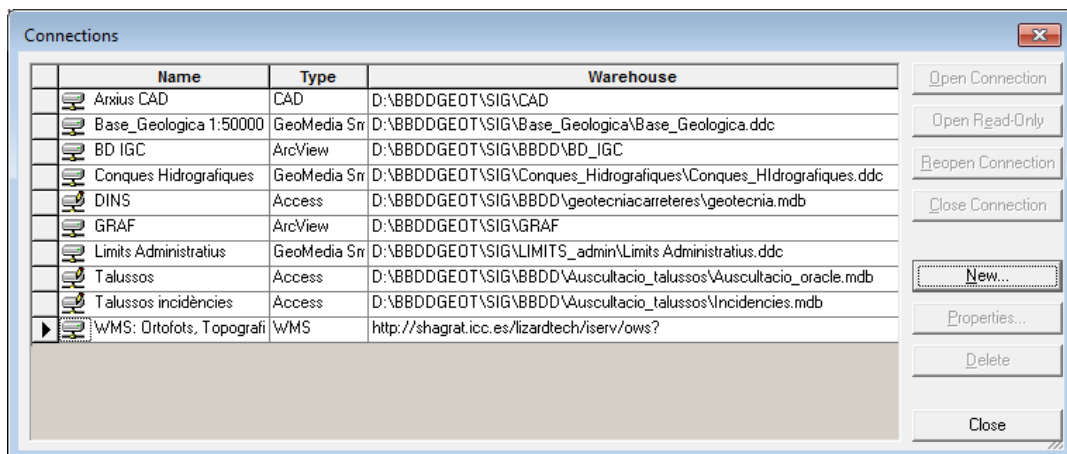 Connections
Name Type Warehouse
Arxius CAD CAD D:\BBDDGEOT\SIG\CAD
Base_Geologica 1:50000 GeoMedia Sm D:\BBDDGEOT\SIG\Base_Geologica\Base_Geologica.ddc
BD IGC ArcView D:\BBDDGEOT\SIG\BBDD\BD_IGC
Conques Hidrografiques GeoMedia Sm D:\BBDDGEOT\SIG\Conques_Hidrografiques\Conques_HIdrografiques.ddc
DINS Access D:\BBDDGEOT\SIG\BBDD\geotecniacarreteres\geotecnia.mdb
GRAF ArcView D:\BBDDGEOT\SIG\GRAF
Limits Administratius GeoMedia Sm D:\BBDDGEOT\SIG\LIMITS_admin\Limits Administratius.ddc
Talussos Access D:\BBDDGEOT\SIG\BBDD\Auscultacio_talussos\Auscultacio_oracle.mdb
Talussos incidències Access D:\BBDDGEOT\SIG\BBDD\Auscultacio_talussos\Incidencies.mdb
WMS: Ortofots, Topografi WMS http://shagrat.icc.es/lizardtech/iserv/ows?
Open Connection
Open Read-Only
Reopen Connection
Close Connection
New...
Properties...
Delete
Close